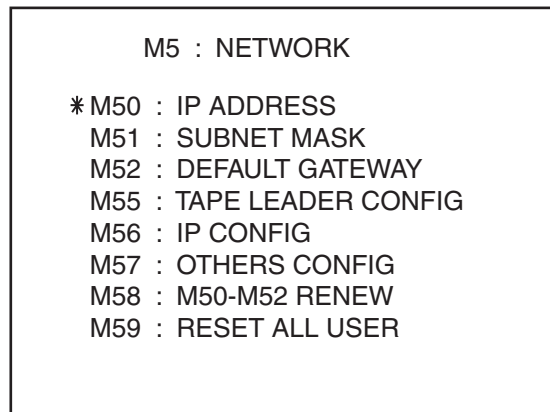 M5 : NETWORK
*M50 : IP ADDRESS
M51 : SUBNET MASK
M52 : DEFAULT GATEWAY
M55 : TAPE LEADER CONFIG
M56 : IP CONFIG
M57 : OTHERS CONFIG
M58 : M50-M52 RENEW
M59 : RESET ALL USER